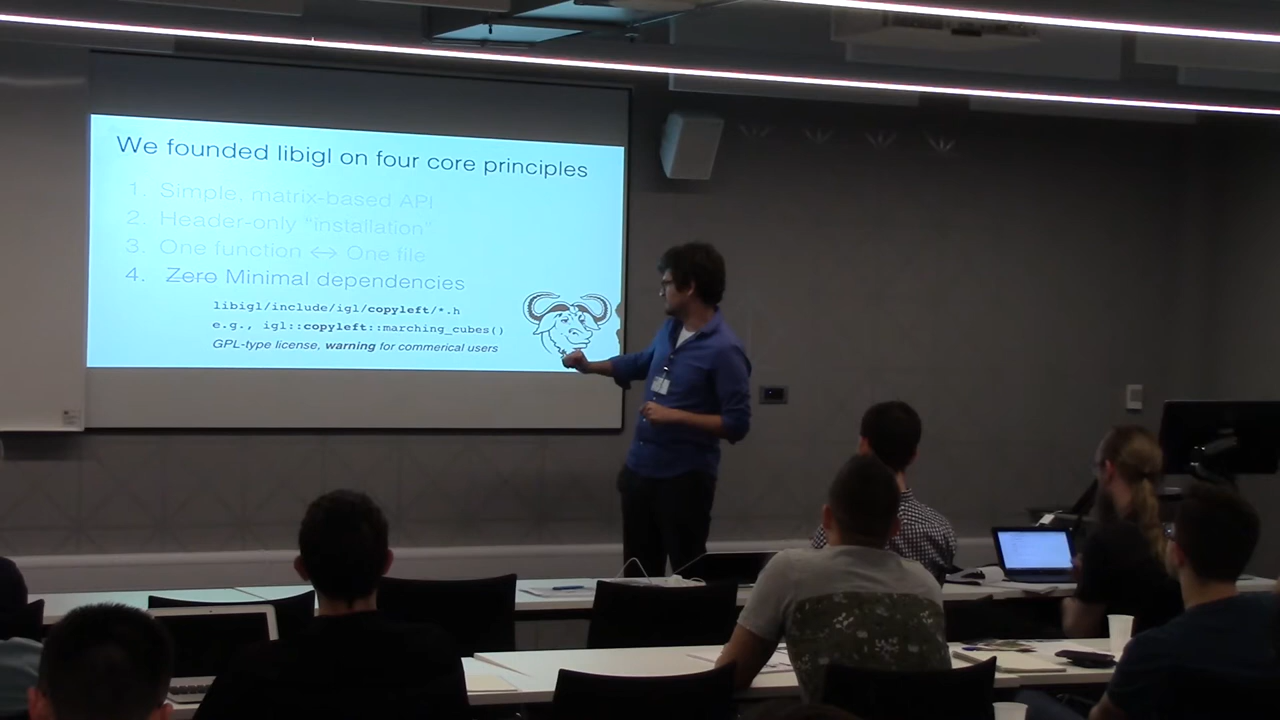 We founded libigl on four core principles
1. Simple, matrix-based API
2. Header-only "installation"
3. One function ↔ One file
4. Zero Minimal dependencies
libigl/include/igl/copyleft/*.h
e.g., igl::copyleft::marching_cubes()
GPL-type license, warning for commerical users